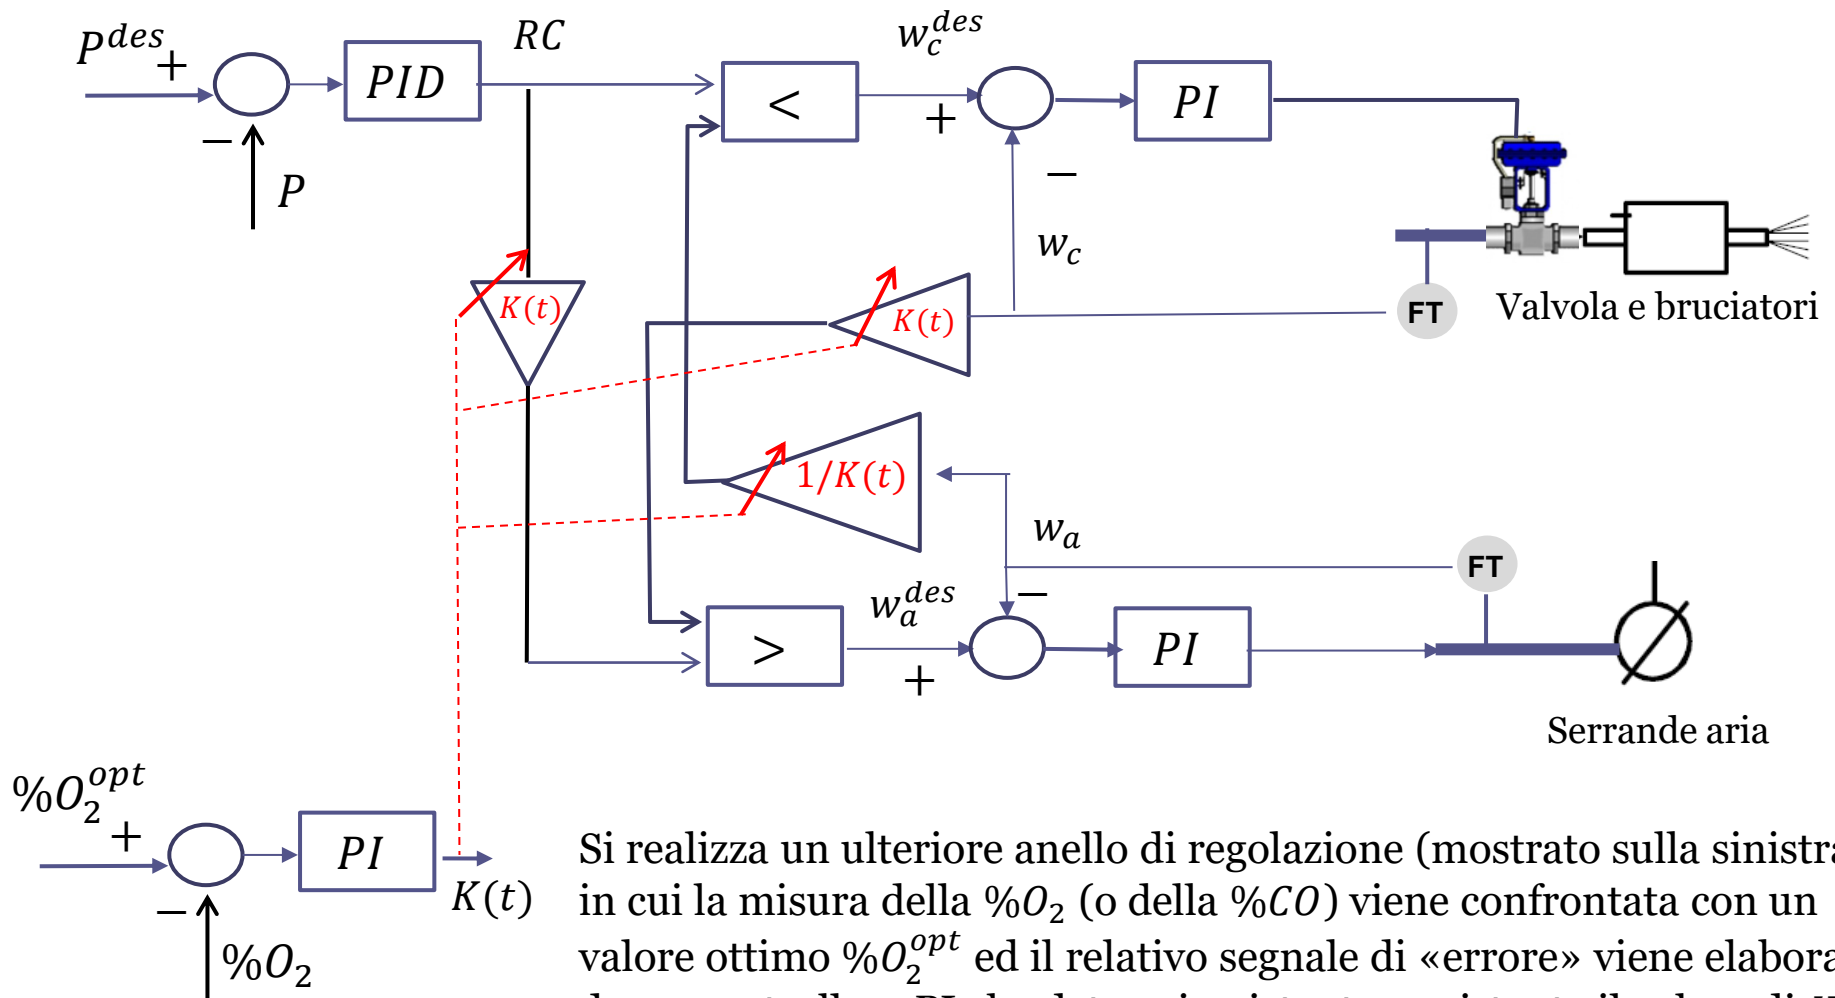 P^{des}
+
−
P
PID
RC
<
w_c^{des}
+
−
w_c
PI
FT
Valvola e bruciatori
K(t)
K(t)
1/K(t)
w_a
FT
w_a^{des}
−
>
+
PI
Serrande aria
%O_2^{opt}
+
−
%O_2
PI
K(t)
Si realizza un ulteriore anello di regolazione (mostrato sulla sinistra
in cui la misura della %O_2 (o della %CO) viene confrontata con un
valore ottimo %O_2^{opt} ed il relativo segnale di «errore» viene elabora